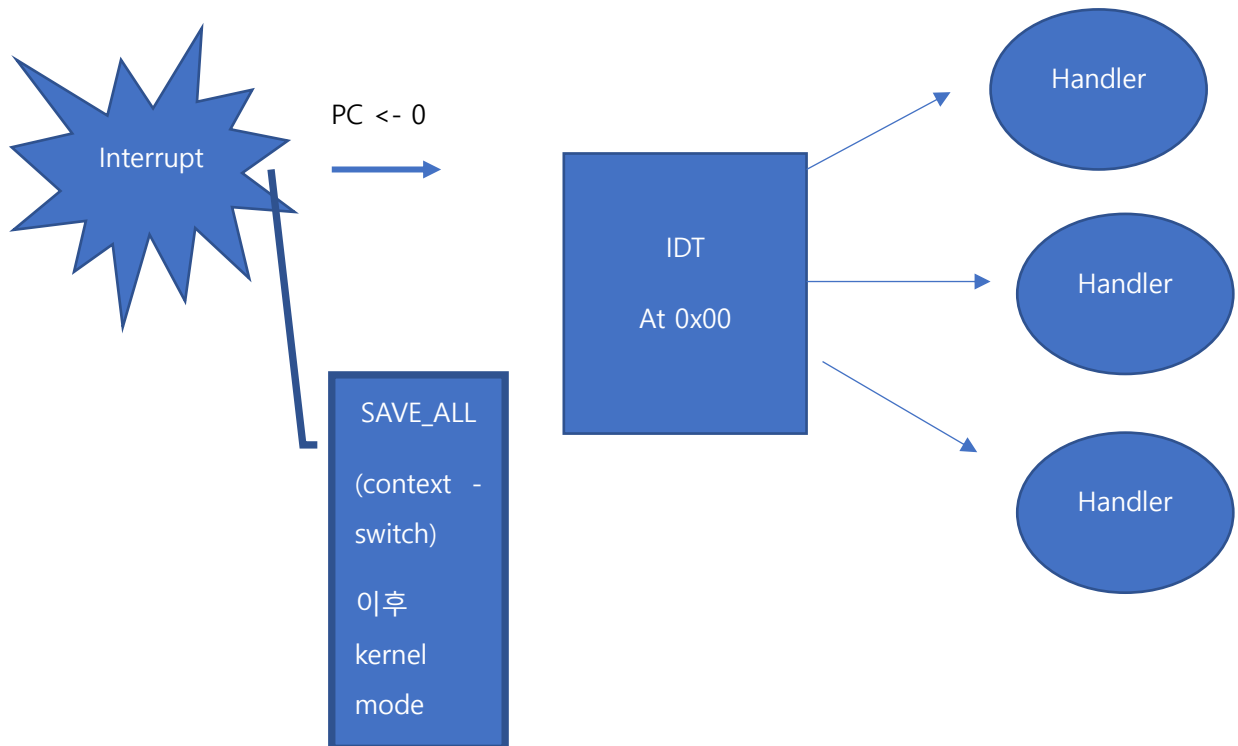 Interrupt
PC <- 0
SAVE_ALL
(context -
switch)
이후
kernel
mode
IDT
At 0x00
Handler
Handler
Handler